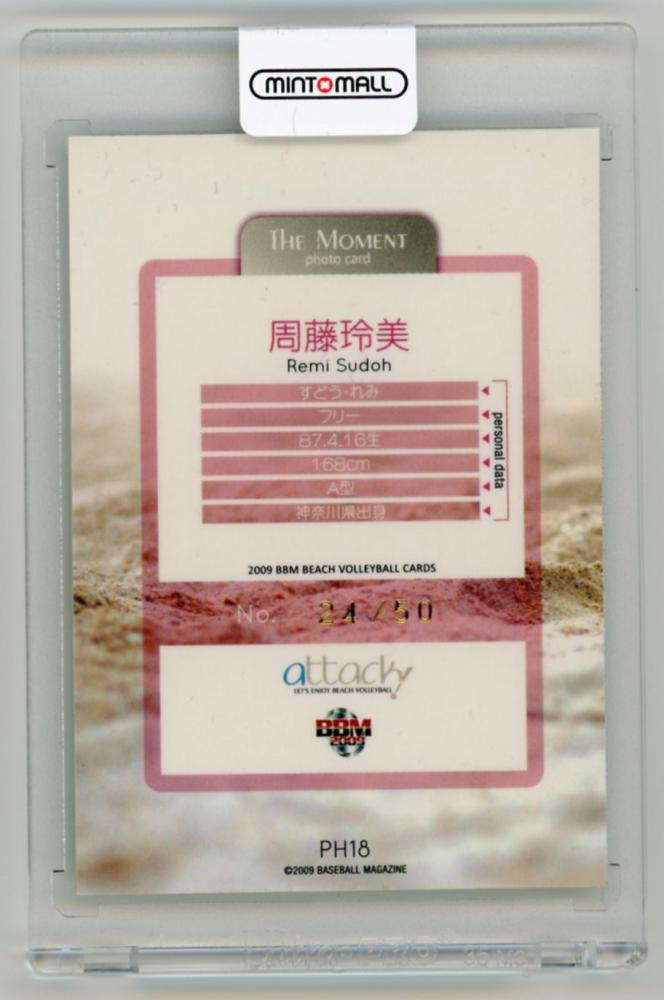 MINT MALL
THE MOMENT
photo card
周藤玲美
Remi Sudoh
すどう・れみ
フリー
87.4.16生
168cm
A型
神奈川県出身
personal data
2009 BBM BEACH VOLLEYBALL CARDS
No. 24/50
attack!
LET'S ENJOY BEACH VOLLEYBALL
BBM
2009
PH18
©2009 BASEBALL MAGAZINE